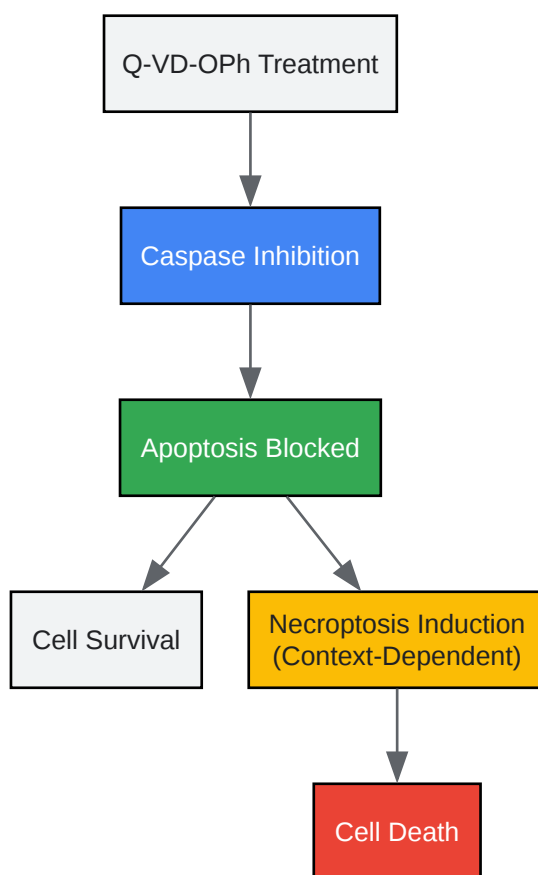 Q-VD-OPh Treatment
Caspase Inhibition
Apoptosis Blocked
Cell Survival
Necroptosis Induction
(Context-Dependent)
Cell Death